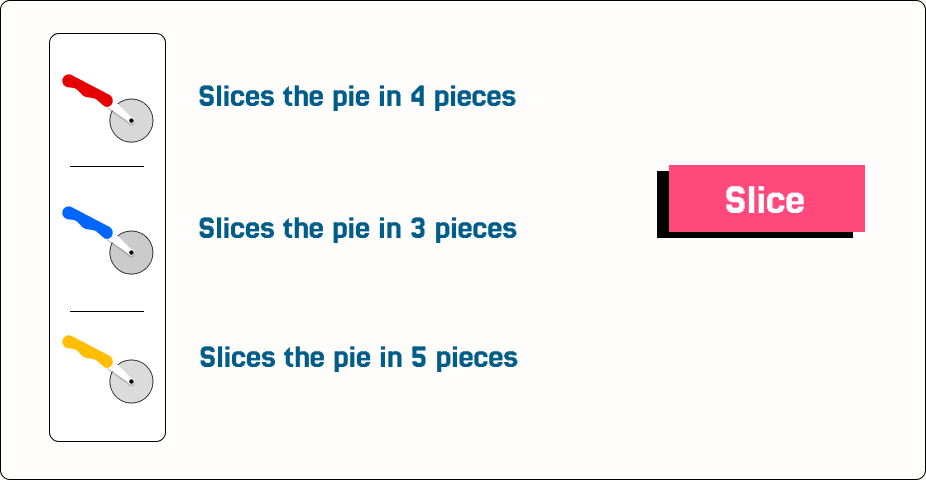 Slices the pie in 4 pieces
Slice
Slices the pie in 3 pieces
Slices the pie in 5 pieces